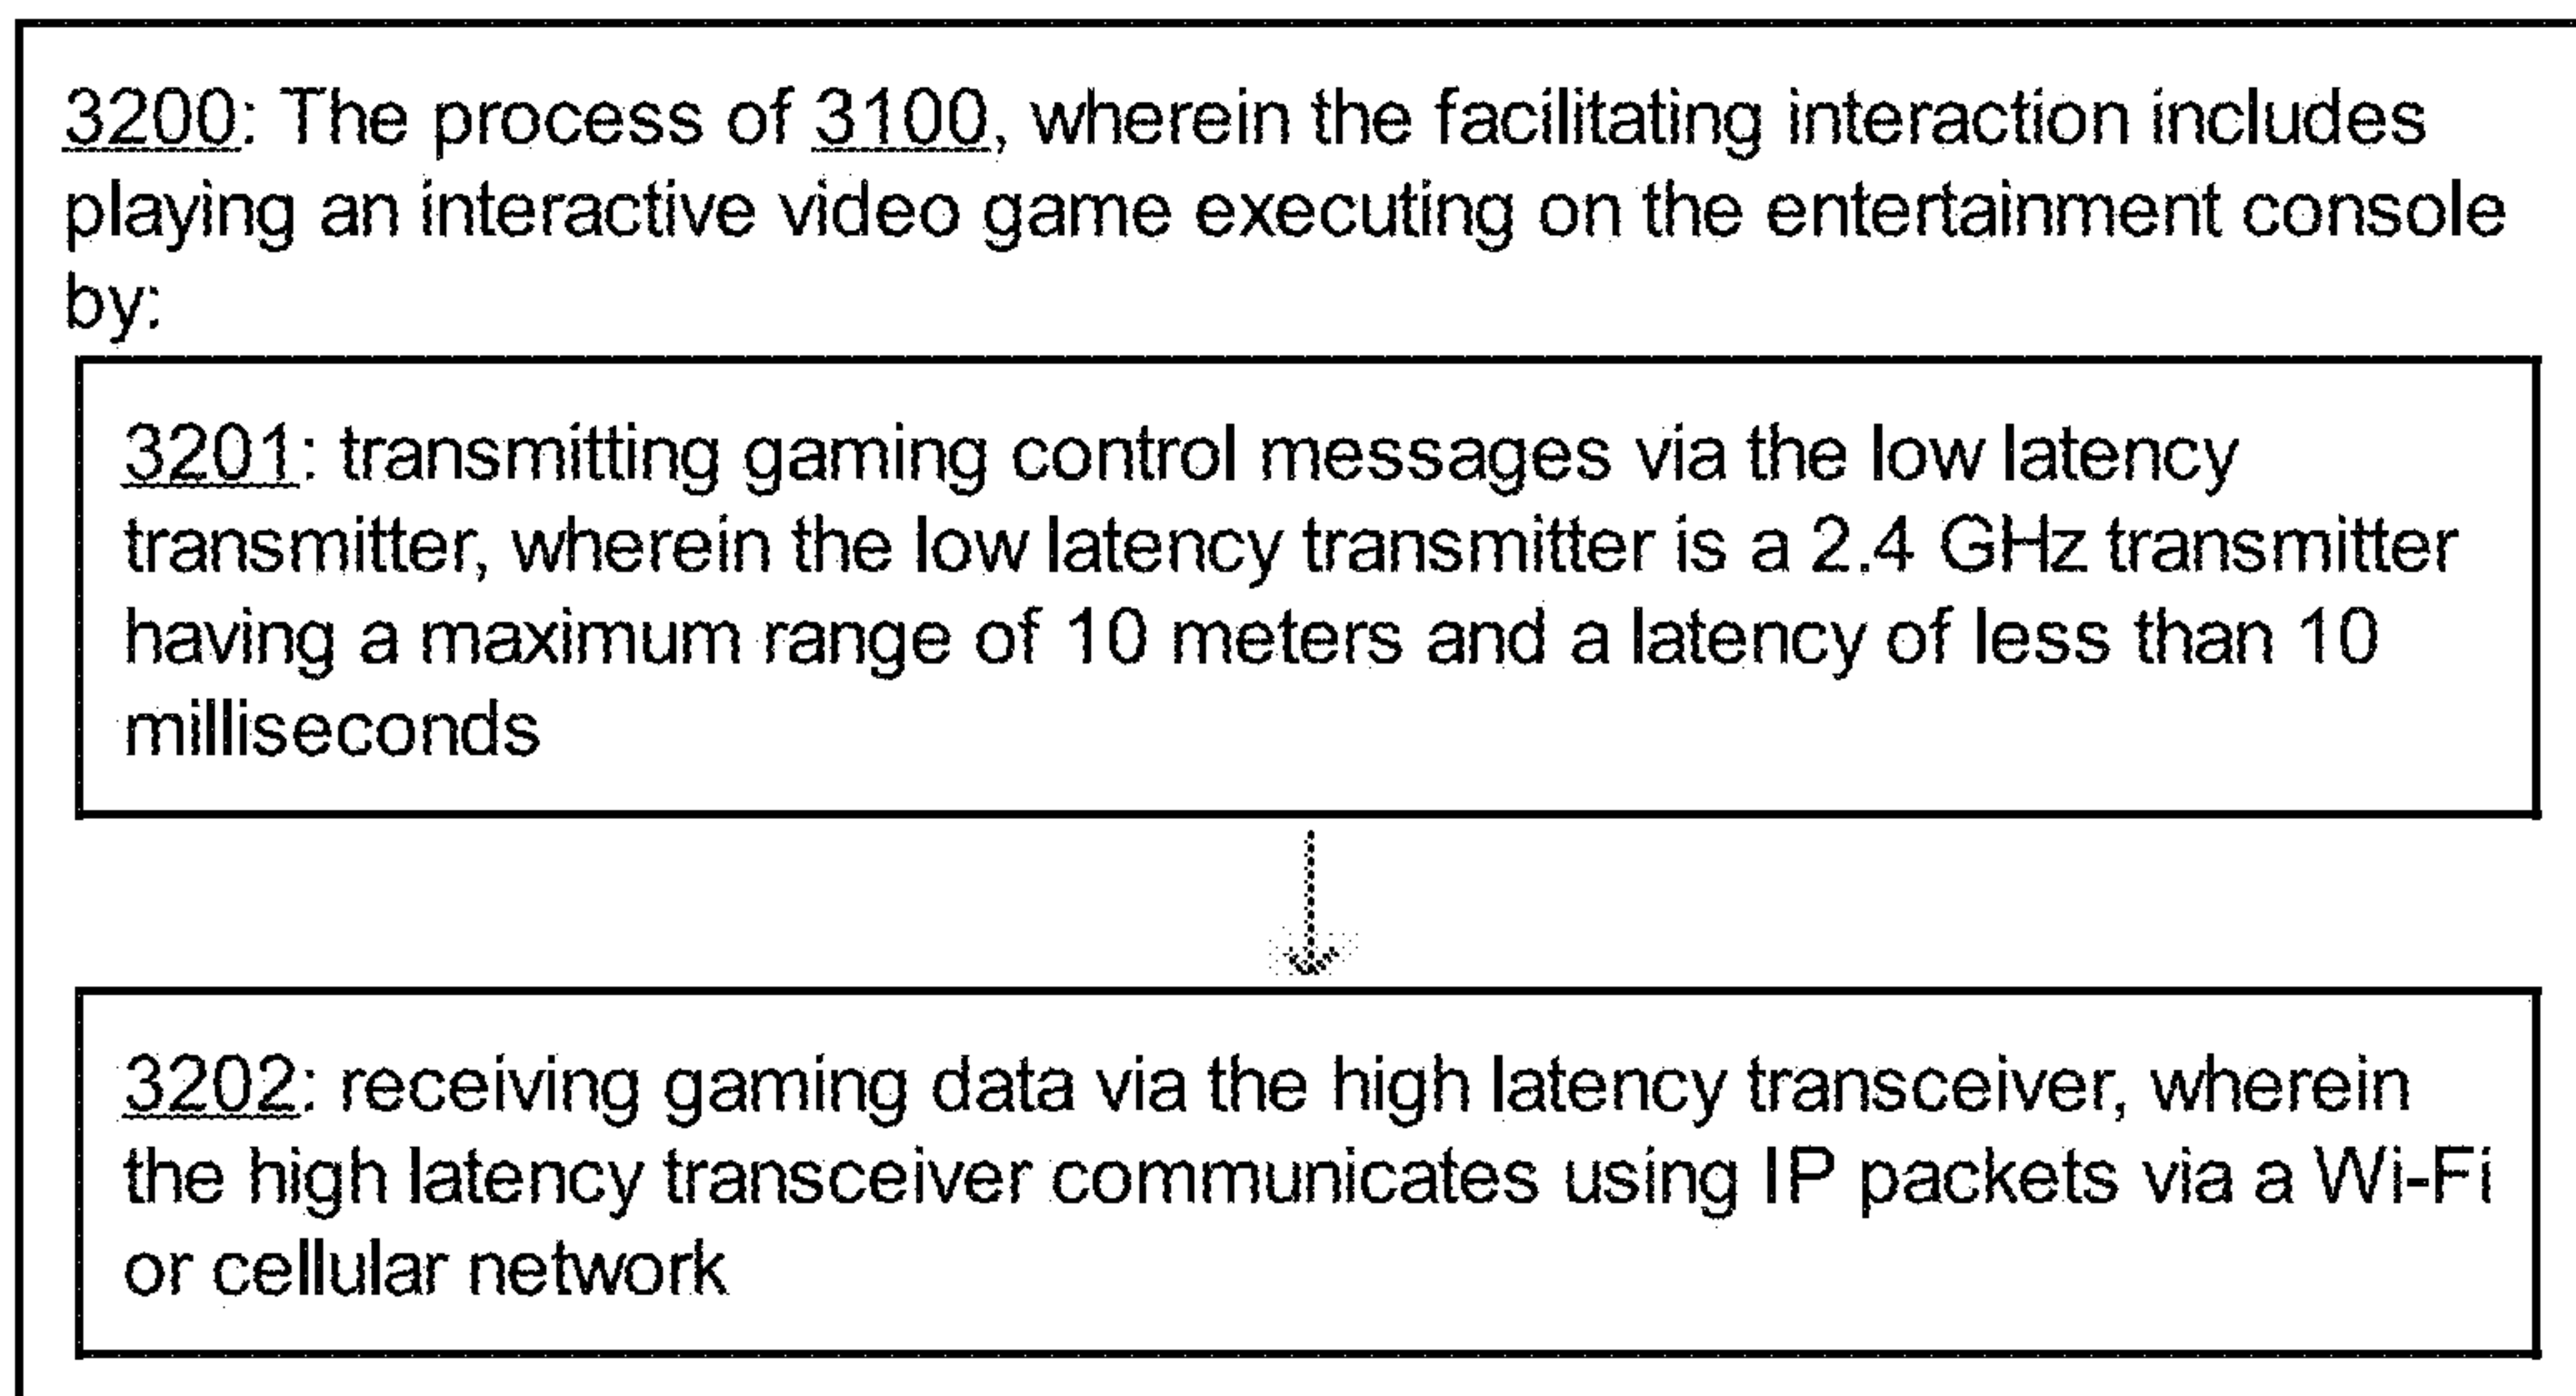 3200: The process of 3100, wherein the facilitating interaction includes
playing an interactive video game executing on the entertainment console
by:
3201: transmitting gaming control messages via the low latency
transmitter, wherein the low latency transmitter is a 2.4 GHz transmitter
having a maximum range of 10 meters and a latency of less than 10
milliseconds
3202: receiving gaming data via the high latency transceiver, wherein
the high latency transceiver communicates using IP packets via a Wi-Fi
or cellular network